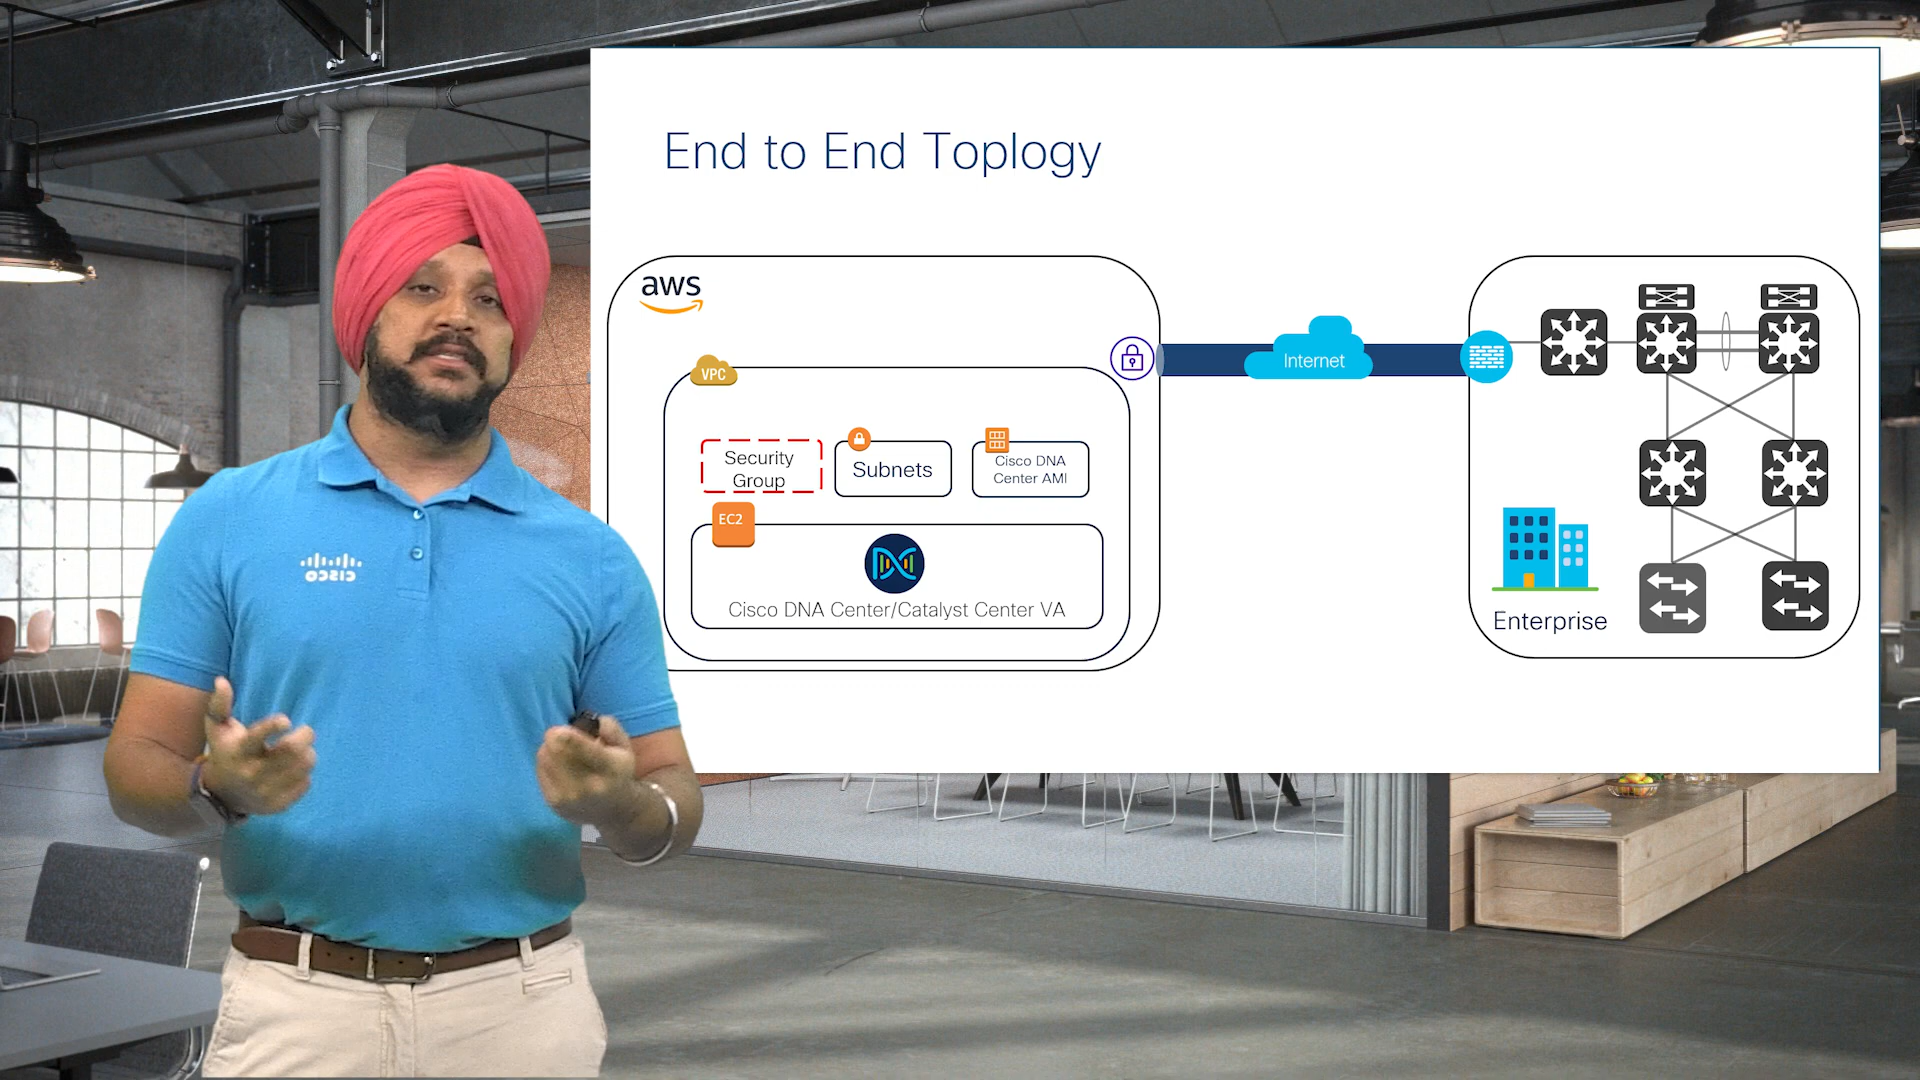 End to End Toplogy
aws
VPC
Security
Group
Subnets
Cisco DNA
Center AMI
EC2
Cisco DNA Center/Catalyst Center VA
Internet
Enterprise
CISCO